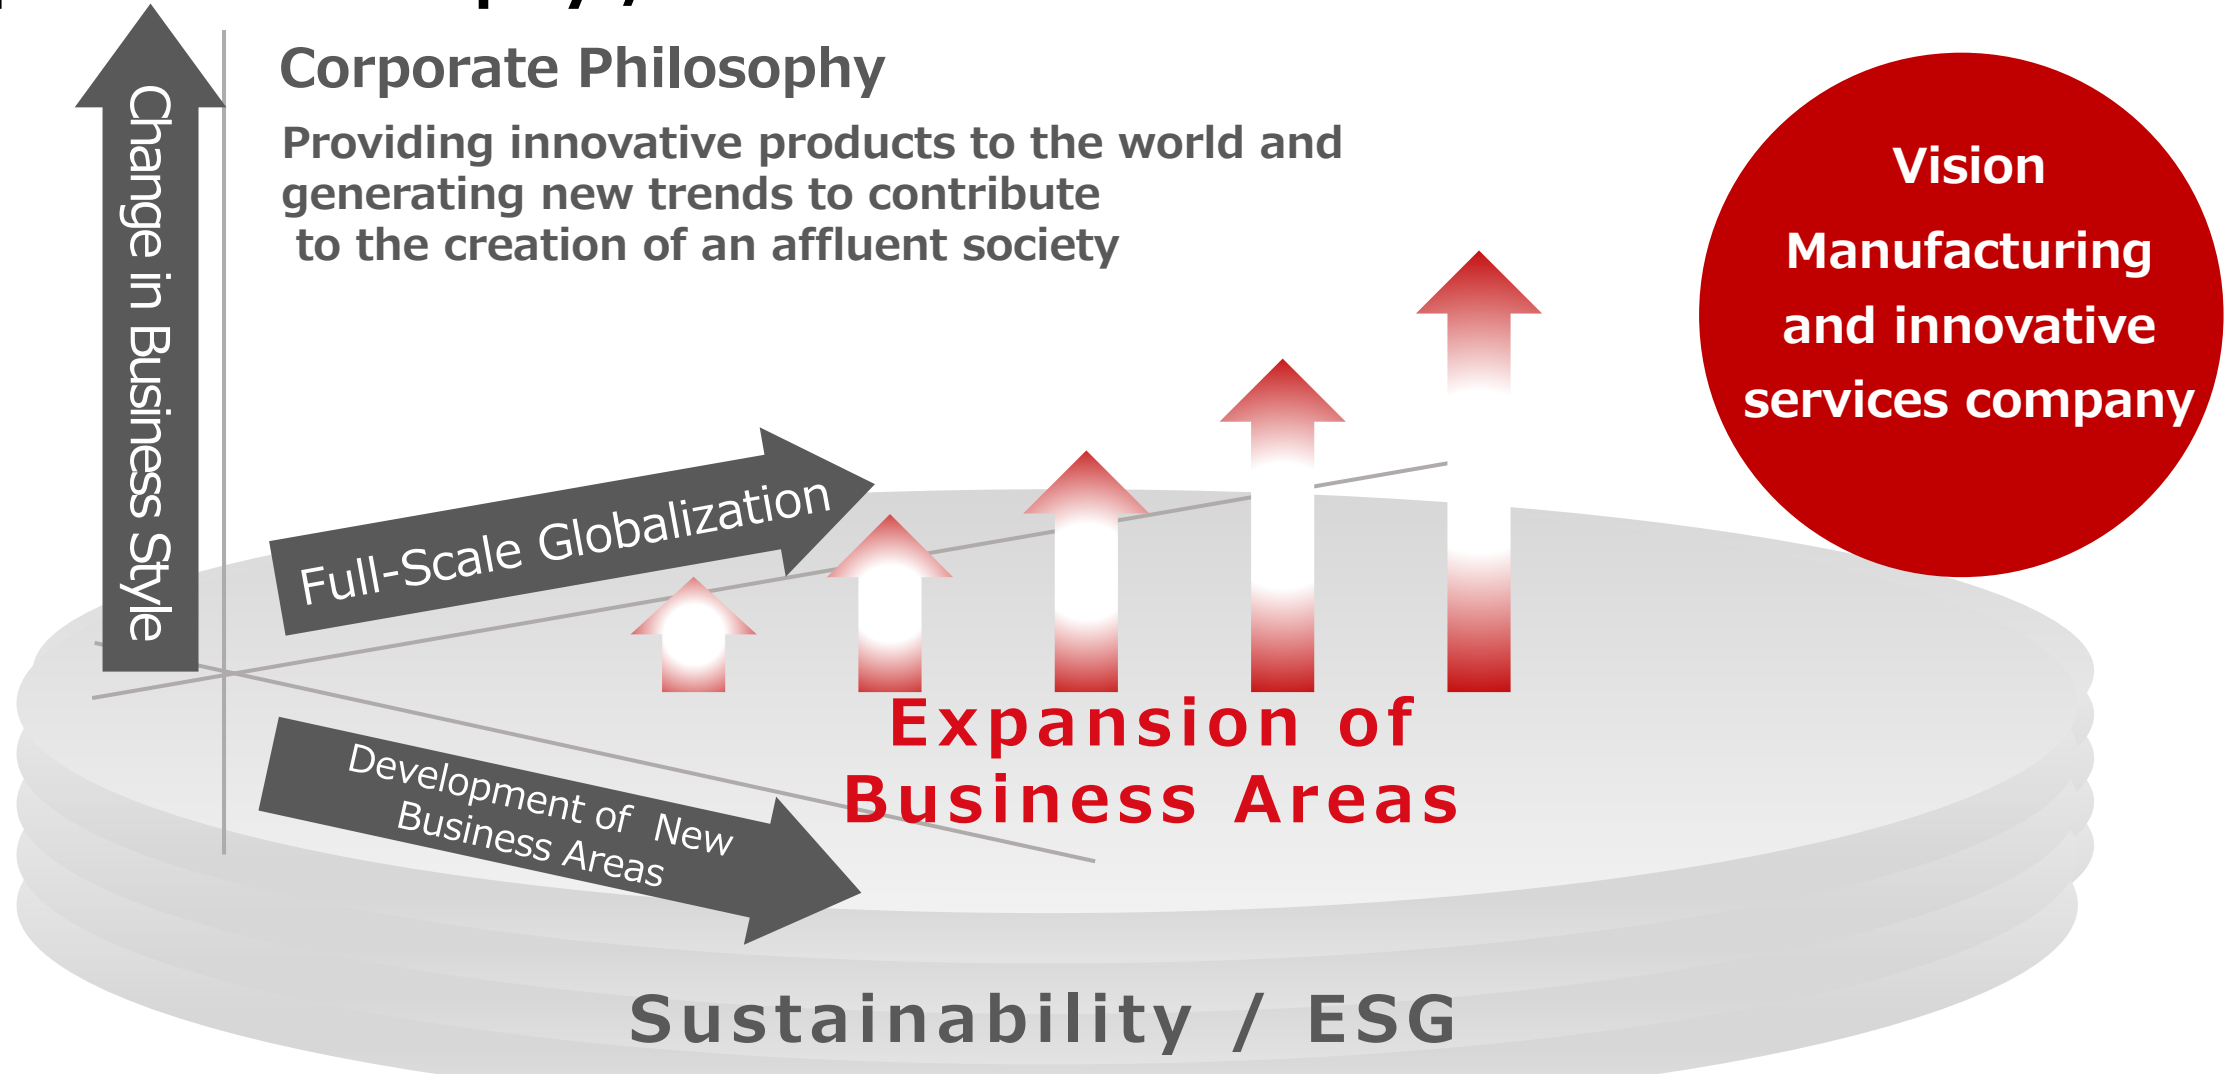 Corporate Philosophy
Providing innovative products to the world and
generating new trends to contribute
to the creation of an affluent society
Change in Business Style
Vision
Manufacturing
and innovative
services company
Full-Scale Globalization
Development of New
Business Areas
Expansion of
Business Areas
Sustainability / ESG